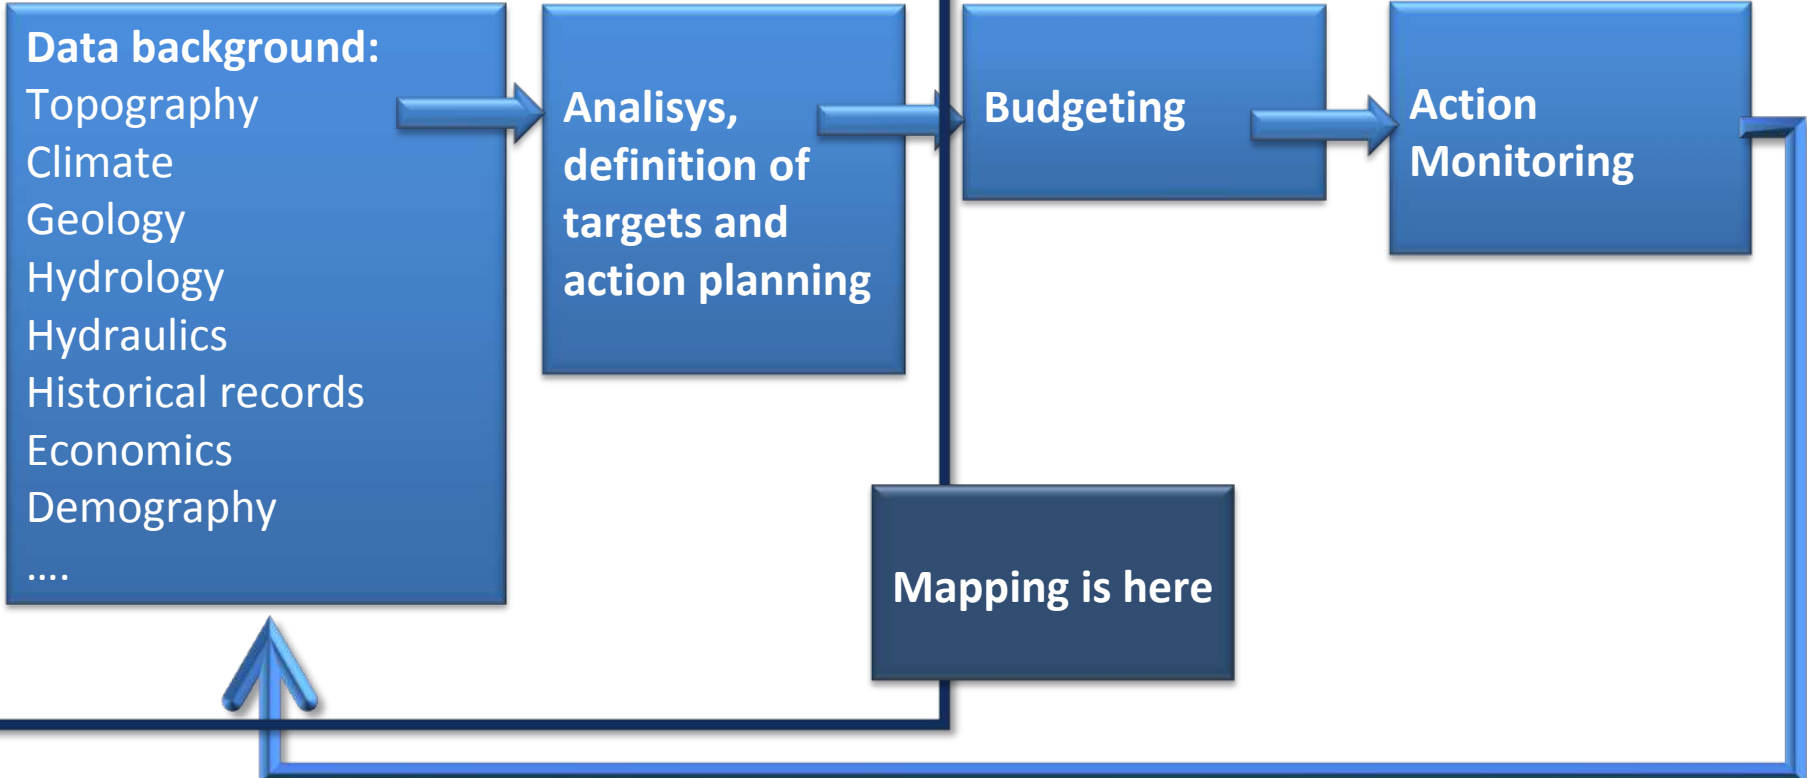 Data background:
Topography
Climate
Geology
Hydrology
Hydraulics
Historical records
Economics
Demography
....
Analisys,
definition of
targets and
action planning
Budgeting
Action
Monitoring
Mapping is here